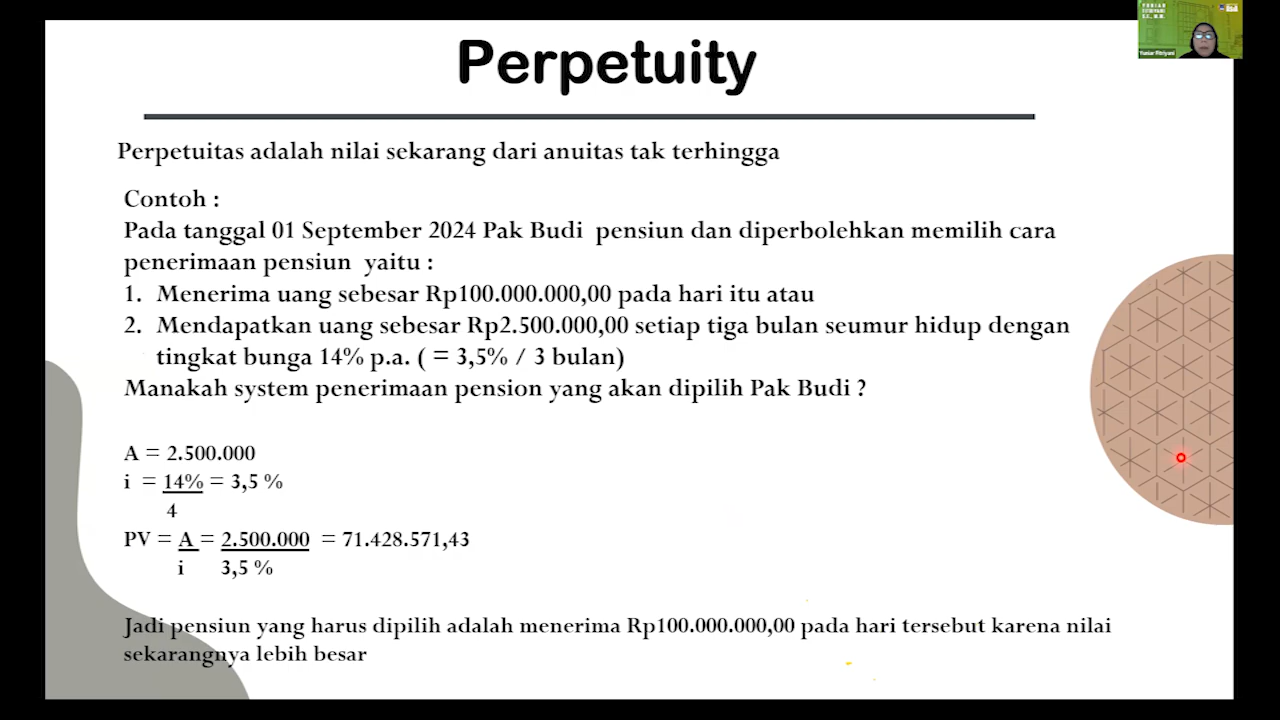 Perpetuity
YUNIAR
FITRIYANI
S.E., M.M.
Yuniar Fitriyani
Perpetuitas adalah nilai sekarang dari anuitas tak terhingga
Contoh :
Pada tanggal 01 September 2024 Pak Budi pensiun dan diperbolehkan memilih cara
penerimaan pensiun yaitu :
1. Menerima uang sebesar Rp100.000.000,00 pada hari itu atau
2. Mendapatkan uang sebesar Rp2.500.000,00 setiap tiga bulan seumur hidup dengan
tingkat bunga 14% p.a. ( = 3,5% / 3 bulan)
Manakah system penerimaan pension yang akan dipilih Pak Budi ?
A = 2.500.000
i = 14% = 3,5 %
4
PV = A = 2.500.000 = 71.428.571,43
i 3,5 %
Jadi pensiun yang harus dipilih adalah menerima Rp100.000.000,00 pada hari tersebut karena nilai
sekarangnya lebih besar